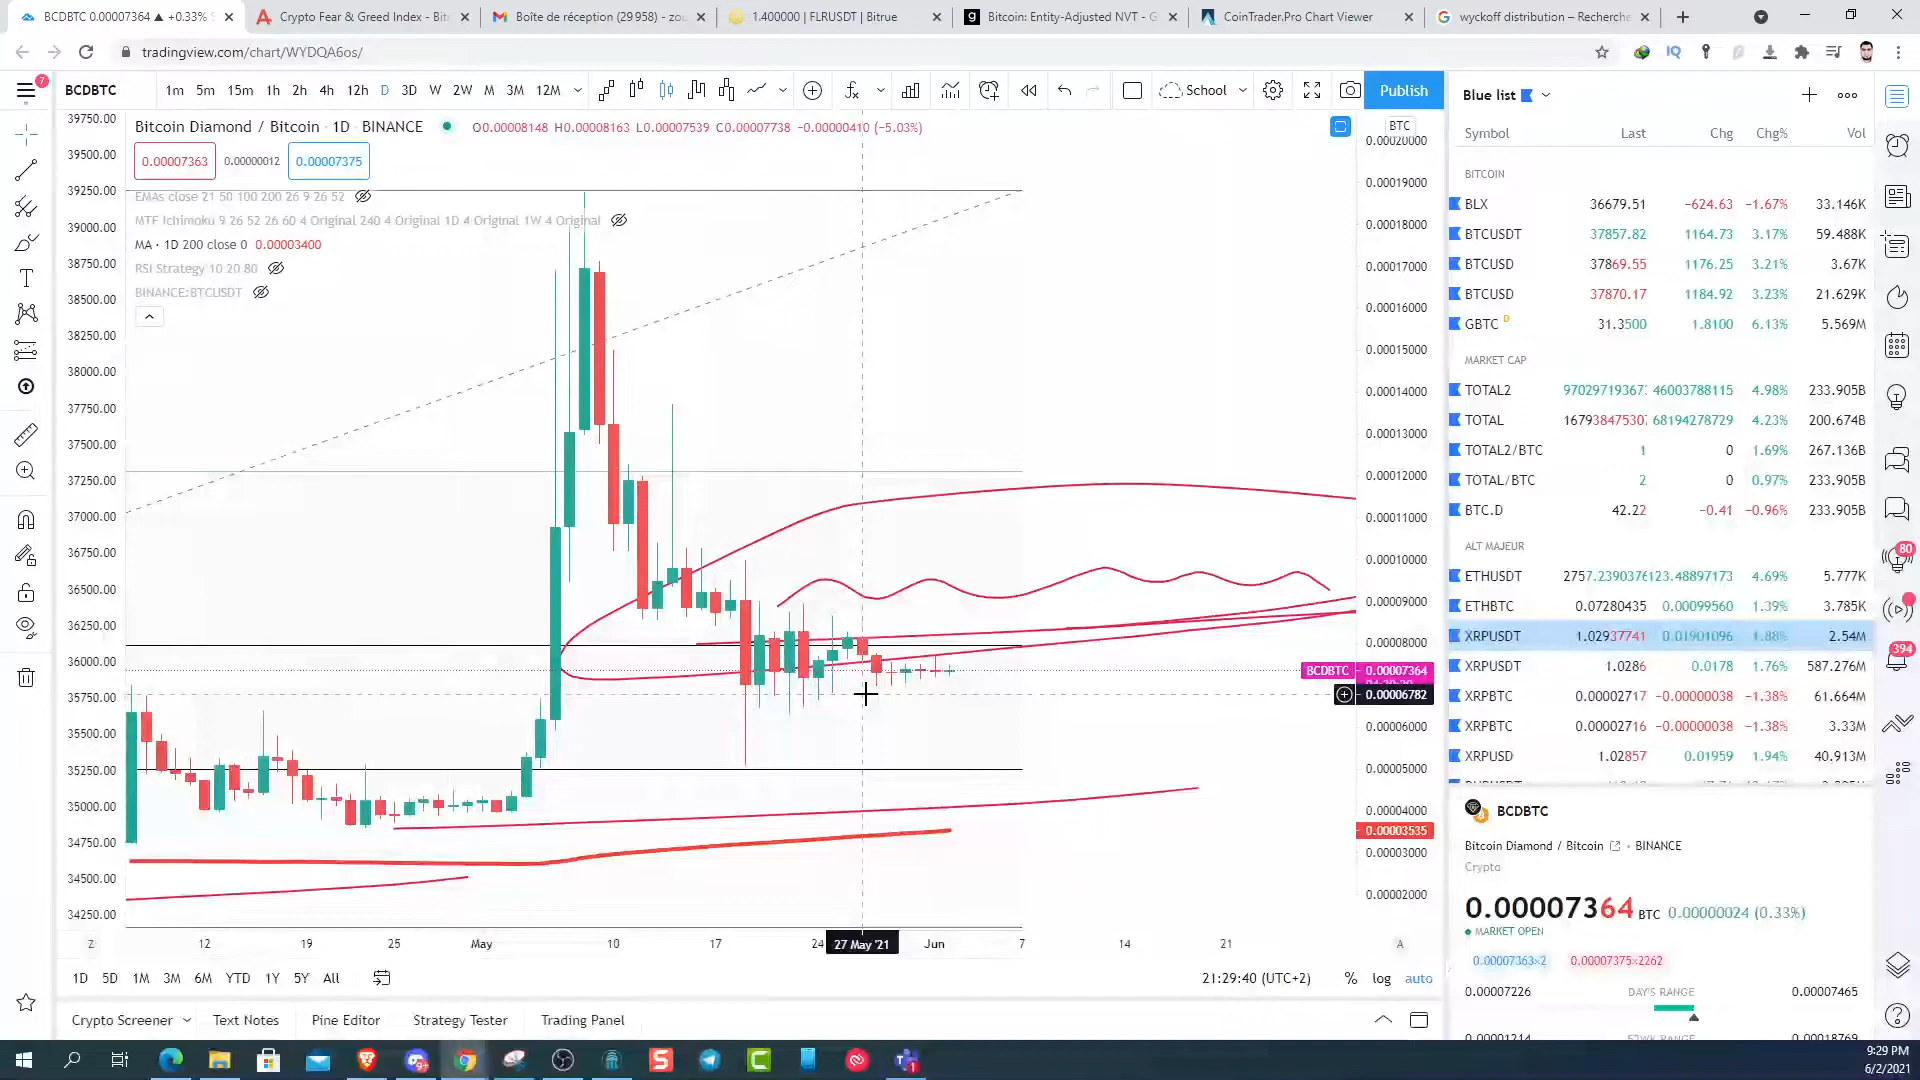 BCDBTC 0.00007364 ▲ +0.33%
Crypto Fear & Greed Index - Bit
Boîte de réception (29 958) - zou
1.400000 | FLRUSDT | Bitrue
Bitcoin: Entity-Adjusted NVT - G
CoinTrader.Pro Chart Viewer
wyckoff distribution – Recherche
tradingview.com/chart/WYDQA6os/
7
BCDBTC 1m 5m 15m 1h 2h 4h 12h D 3D W 2W M 3M 12M School Publish
Bitcoin Diamond / Bitcoin · 1D · BINANCE O0.00008148 H0.00008163 L0.00007539 C0.00007738 −0.00000410 (−5.03%)
0.00007363 0.00000012 0.00007375
EMAs close 21 50 100 200 26 9 26 52
MTF Ichimoku 9 26 52 26 60 4 Original 240 4 Original 1D 4 Original 1W 4 Original
MA · 1D 200 close 0 0.00003400
RSI Strategy 10 20 80
BINANCE:BTCUSDT
39750.00
39500.00
39250.00
39000.00
38750.00
38500.00
38250.00
38000.00
37750.00
37500.00
37250.00
37000.00
36750.00
36500.00
36250.00
36000.00
35750.00
35500.00
35250.00
35000.00
34750.00
34500.00
34250.00
BTC
0.00020000
0.00019000
0.00018000
0.00017000
0.00016000
0.00015000
0.00014000
0.00013000
0.00012000
0.00011000
0.00010000
0.00009000
0.00008000
BCDBTC 0.00007364
0.00006782
0.00006000
0.00005000
0.00004000
0.00003535
0.00003000
0.00002000
Z 12 19 25 May 10 17 24 27 May '21 Jun 7 14 21 A
1D 5D 1M 3M 6M YTD 1Y 5Y All
21:29:40 (UTC+2) % log auto
Crypto Screener Text Notes Pine Editor Strategy Tester Trading Panel
Blue list
Symbol Last Chg Chg% Vol
BITCOIN
BLX 36679.51 −624.63 −1.67% 33.146K
BTCUSDT 37857.82 1164.73 3.17% 59.488K
BTCUSD 37869.55 1176.25 3.21% 3.67K
BTCUSD 37870.17 1184.92 3.23% 21.629K
GBTC D 31.3500 1.8100 6.13% 5.569M
MARKET CAP
TOTAL2 97029719367 46003788115 4.98% 233.905B
TOTAL 167938475307 68194278729 4.23% 200.674B
TOTAL2/BTC 1 0 1.69% 267.136B
TOTAL/BTC 2 0 0.97% 233.905B
BTC.D 42.22 −0.41 −0.96% 233.905B
ALT MAJEUR
ETHUSDT 2757.2390376 123.48897173 4.69% 5.777K
ETHBTC 0.07280435 0.00099560 1.39% 3.785K
XRPUSDT 1.02937741 0.01901096 1.88% 2.54M
XRPUSDT 1.0286 0.0178 1.76% 587.276M
XRPBTC 0.00002717 −0.00000038 −1.38% 61.664M
XRPBTC 0.00002716 −0.00000038 −1.38% 3.33M
XRPUSD 1.02857 0.01959 1.94% 40.913M
BCDBTC
Bitcoin Diamond / Bitcoin · BINANCE
Crypto
0.00007364 BTC 0.00000024 (0.33%)
MARKET OPEN
0.00007363×2 0.00007375×2262
0.00007226 DAY'S RANGE 0.00007465
0.00001214 52WK RANGE 0.00018769
80
394
9+
1
9:29 PM
6/2/2021